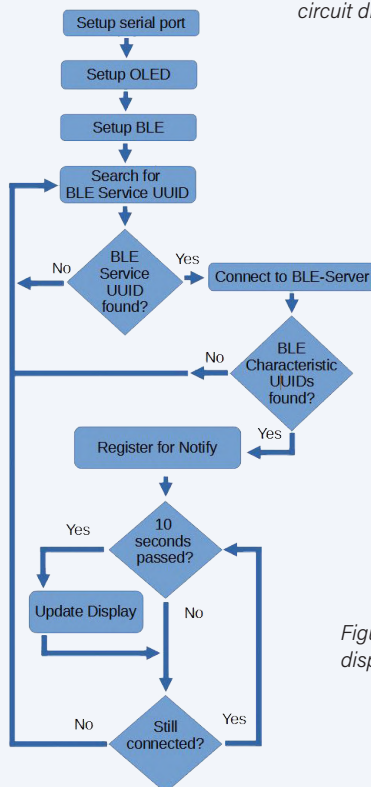 circuit d
Setup serial port
Setup OLED
Setup BLE
Search for
BLE Service UUID
No
BLE
Service
UUID
found?
Yes
Connect to BLE-Server
No
BLE
Characteristic
UUIDs
found?
Yes
Register for Notify
Yes
10
seconds
passed?
Update Display
No
Figu
disp
No
Still
connected?
Yes